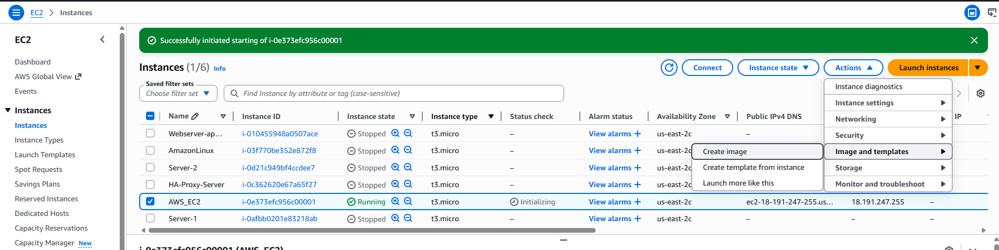 EC2 > Instances
EC2
Dashboard
AWS Global View
Events
Instances
Instances
Instance Types
Launch Templates
Spot Requests
Savings Plans
Reserved Instances
Dedicated Hosts
Capacity Reservations
Capacity Manager New
Successfully initiated starting of i-0e373efc956c00001
Instances (1/6) Info
Connect
Instance state
Actions
Launch instances
Saved filter sets
Choose filter set
Find Instance by attribute or tag (case-sensitive)
Name Instance ID Instance state Instance type Status check Alarm status Availability Zone Public IPv4 DNS IP
Webserver-ap... i-010455948a0507ace Stopped t3.micro – View alarms + us-east-2c –
AmazonLinux i-03f770be352e872f8 Stopped t3.micro – View alarms + us-east-2c
Server-2 i-0d21c949bf4ccdee7 Stopped t3.micro – View alarms + us-east-2c
HA-Proxy-Server i-0c362620e67a65f27 Stopped t3.micro – View alarms + us-east-2c
AWS_EC2 i-0e373efc956c00001 Running t3.micro Initializing View alarms + us-east-2c ec2-18-191-247-255.us... 18.191.247.255 –
Server-1 i-0afbb0201e83218ab Stopped t3.micro – View alarms + us-east-2c – – –
Instance diagnostics
Instance settings
Networking
Security
Image and templates
Storage
Monitor and troubleshoot
Create image
Create template from instance
Launch more like this
i-0e373efc956c00001 (AWS_EC2)